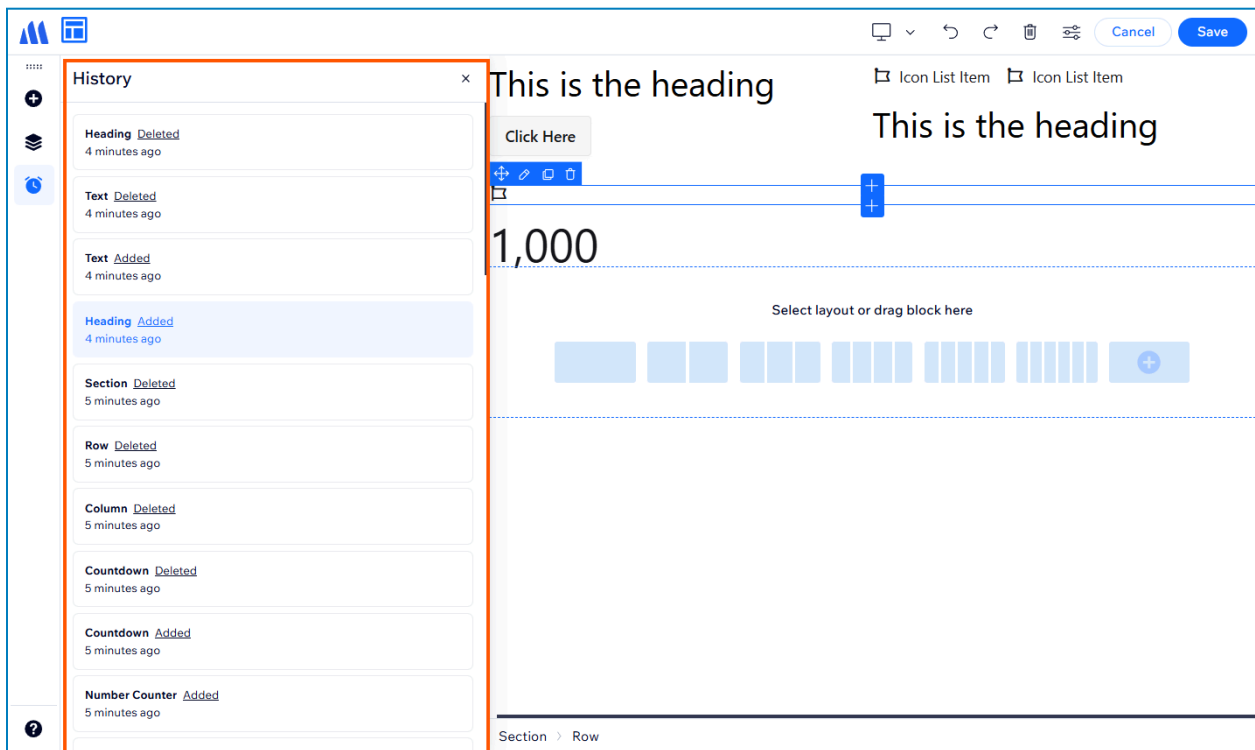 Cancel
Save
History
Heading Deleted
4 minutes ago
Text Deleted
4 minutes ago
Text Added
4 minutes ago
Heading Added
4 minutes ago
Section Deleted
5 minutes ago
Row Deleted
5 minutes ago
Column Deleted
5 minutes ago
Countdown Deleted
5 minutes ago
Countdown Added
5 minutes ago
Number Counter Added
5 minutes ago
This is the heading
Click Here
Icon List Item Icon List Item
This is the heading
1,000
Select layout or drag block here
Section > Row